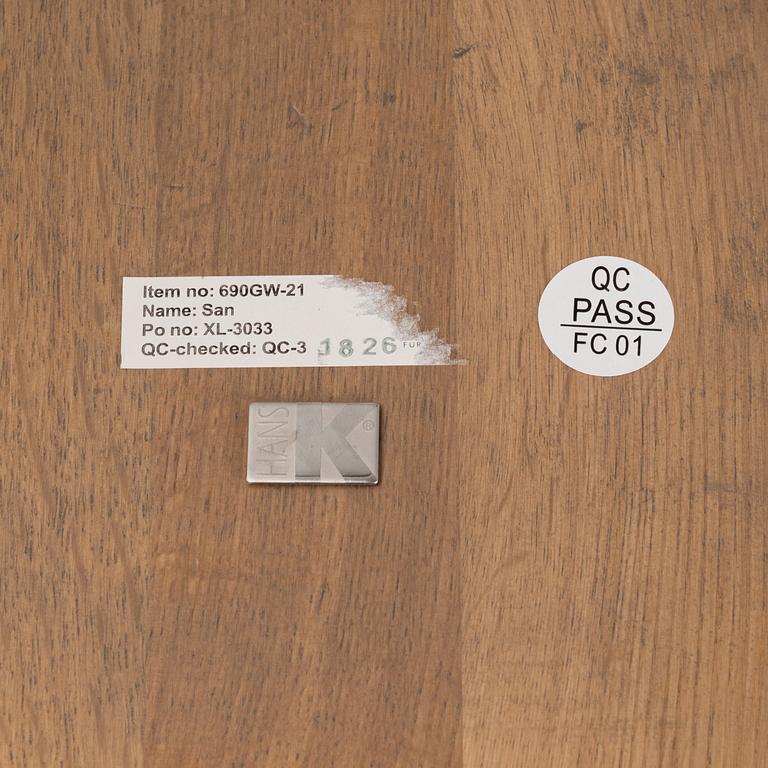 Item no: 690GW-21
Name: San
Po no: XL-3033
QC-checked: QC-3 1826 FUR
QC
PASS
FC 01
HANS K®